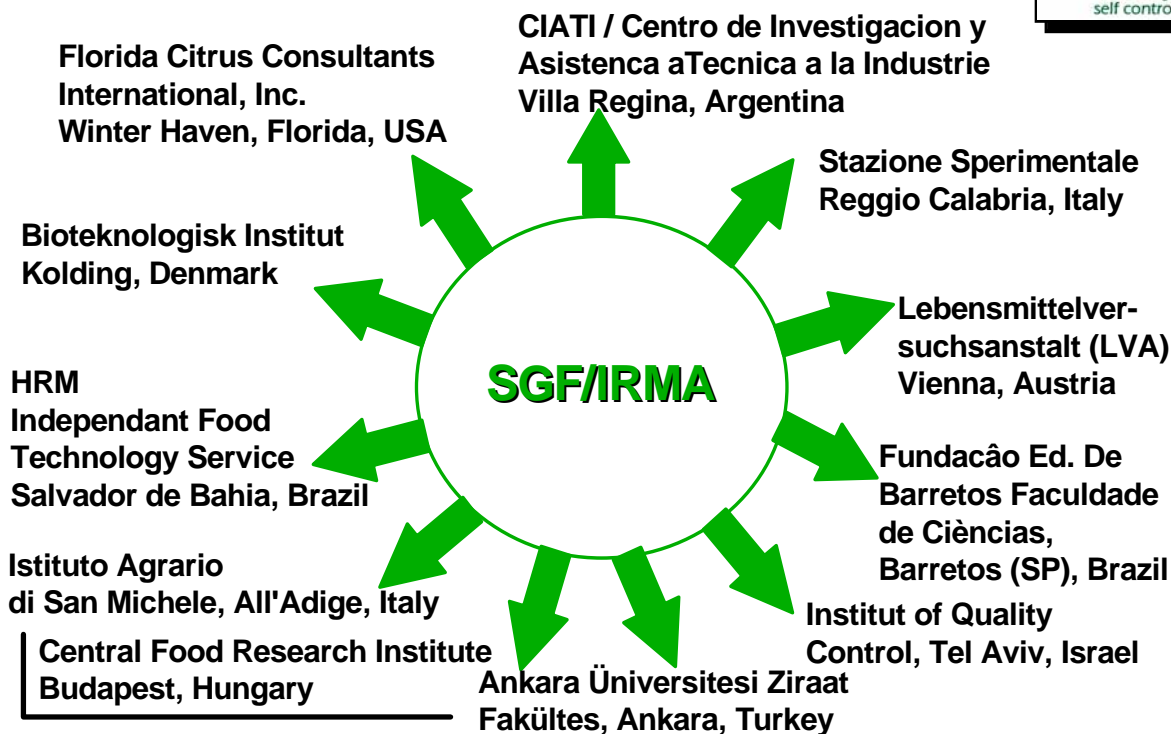 self contro
CIATI / Centro de Investigacion y
Asistenca aTecnica a la Industrie
Villa Regina, Argentina
Florida Citrus Consultants
International, Inc.
Winter Haven, Florida, USA
Stazione Sperimentale
Reggio Calabria, Italy
Bioteknologisk Institut
Kolding, Denmark
Lebensmittelver-
suchsanstalt (LVA)
Vienna, Austria
SGF/IRMA
HRM
Independant Food
Technology Service
Salvador de Bahia, Brazil
Fundacâo Ed. De
Barretos Faculdade
de Cièncias,
Barretos (SP), Brazil
Istituto Agrario
di San Michele, All'Adige, Italy
Institut of Quality
Control, Tel Aviv, Israel
Central Food Research Institute
Budapest, Hungary
Ankara Üniversitesi Ziraat
Fakültes, Ankara, Turkey